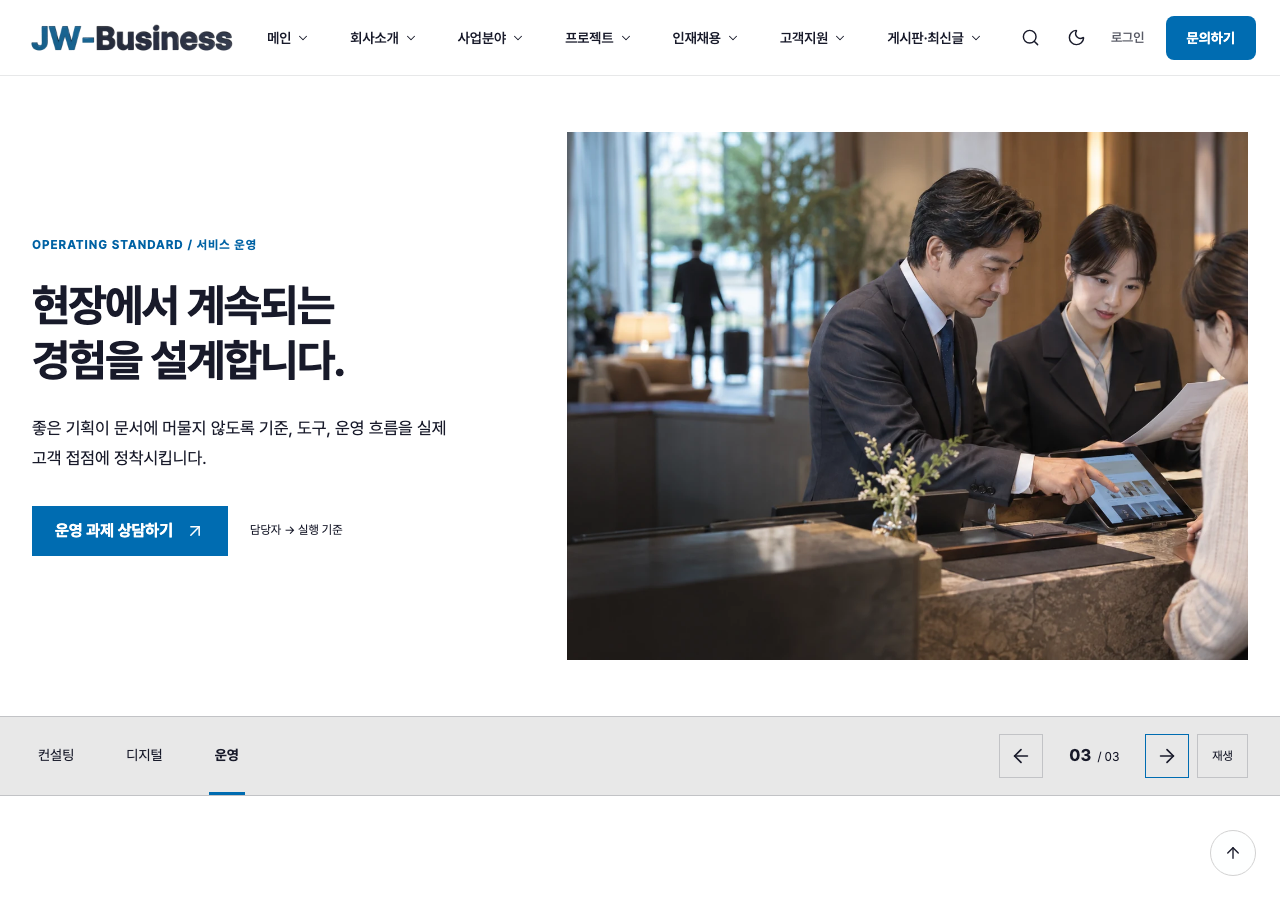 JW-Business
메인
회사소개
사업분야
프로젝트
인재채용
고객지원
게시판·최신글
로그인
문의하기
OPERATING STANDARD / 서비스 운영
현장에서 계속되는
경험을 설계합니다.
좋은 기획이 문서에 머물지 않도록 기준, 도구, 운영 흐름을 실제
고객 접점에 정착시킵니다.
운영 과제 상담하기
담당자 → 실행 기준
컨설팅
디지털
운영
03 / 03
재생